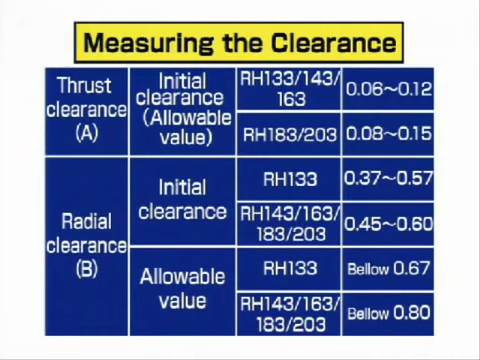 Measuring the Clearance
Thrust
clearance
(A)
Initial
clearance
(Allowable
value)
RH133/143/
163
0.06~0.12
RH183/203
0.08~0.15
Radial
clearance
(B)
Initial
clearance
RH133
0.37~0.57
RH143/163/
183/203
0.45~0.60
Allowable
value
RH133
Bellow 0.67
RH143/163/
183/203
Bellow 0.80